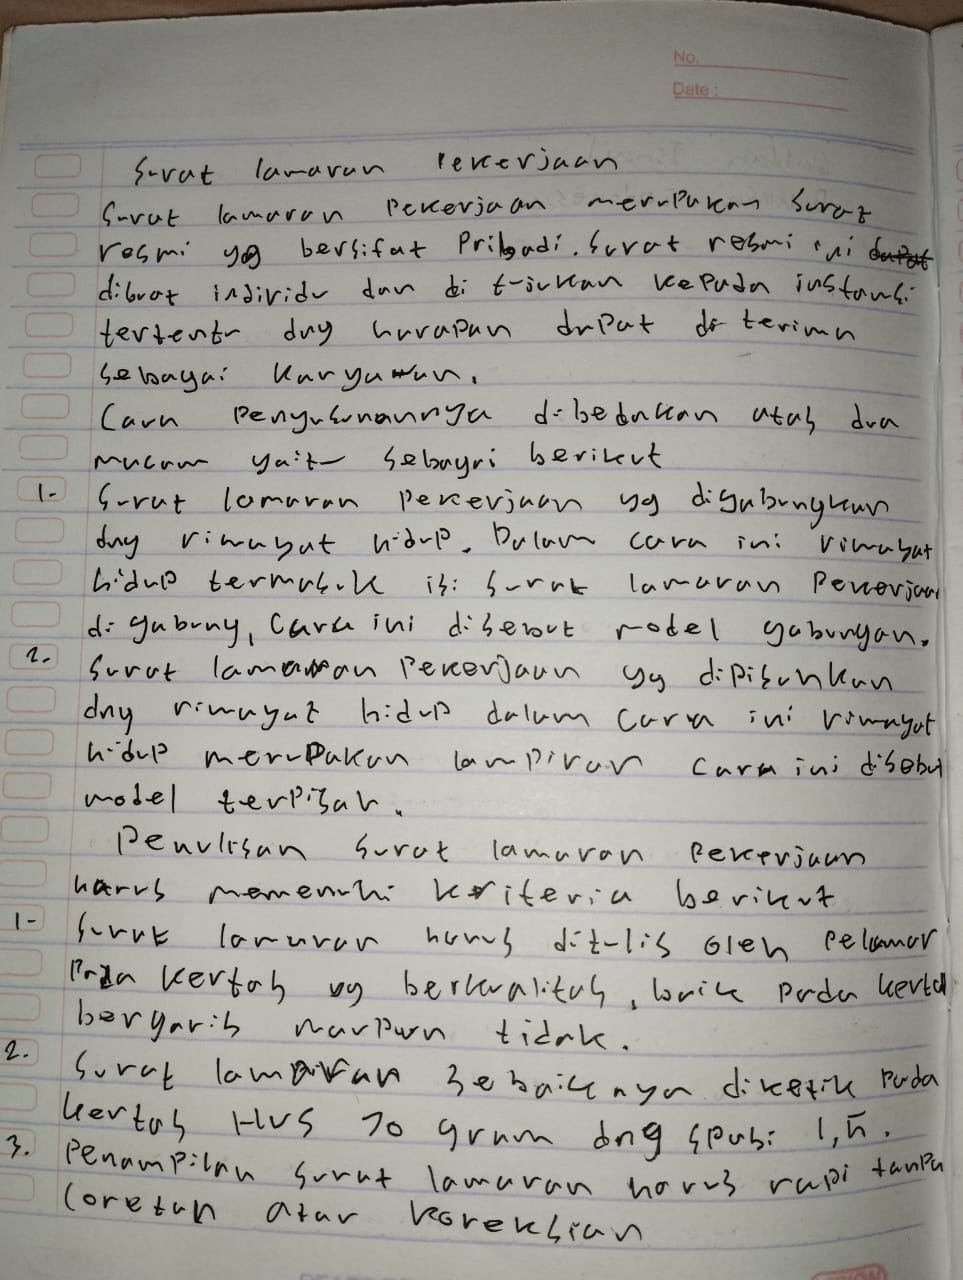 No.
Date :
Surat lamaran Pekerjaan
Surat lamaran Pekerjaan merupakan Surat
resmi yg bersifat Pribadi. Surat resmi ini dapat
dibuat individu dan di tujukan kepada instansi
tertentu dng harapan dapat di terima
Sebagai Karyawan.
Cara Penyusunannya dibedakan atas dua
macam yaitu Sebagai berikut
1- Surat lamaran pekerjaan yg digabungkan
dng riwayat hidup. Dalam cara ini riwayat
hidup termasuk isi Surat lamaran Pekerjaan
di gabung, Cara ini disebut model gabungan.
2. Surat lamaran Pekerjaan yg dipisahkan
dng riwayat hidup dalam Cara ini riwayat
hidup merupakan lampiran Cara ini disebut
model terpisah.
Penulisan Surat lamaran Pekerjaan
harus memenuhi kriteria berikut
1- Surat lamaran harus ditulis Oleh Pelamar
Pada Kertas yg berkualitas, baik pada kertas
bergaris maupun tidak.
2. Surat lamaran Sebaiknya diketik Pada
Kertas HVS 70 gram dng Spasi 1,5.
3. Penampilan Surat lamaran harus rapi tanpa
Coretan atau Koreksian